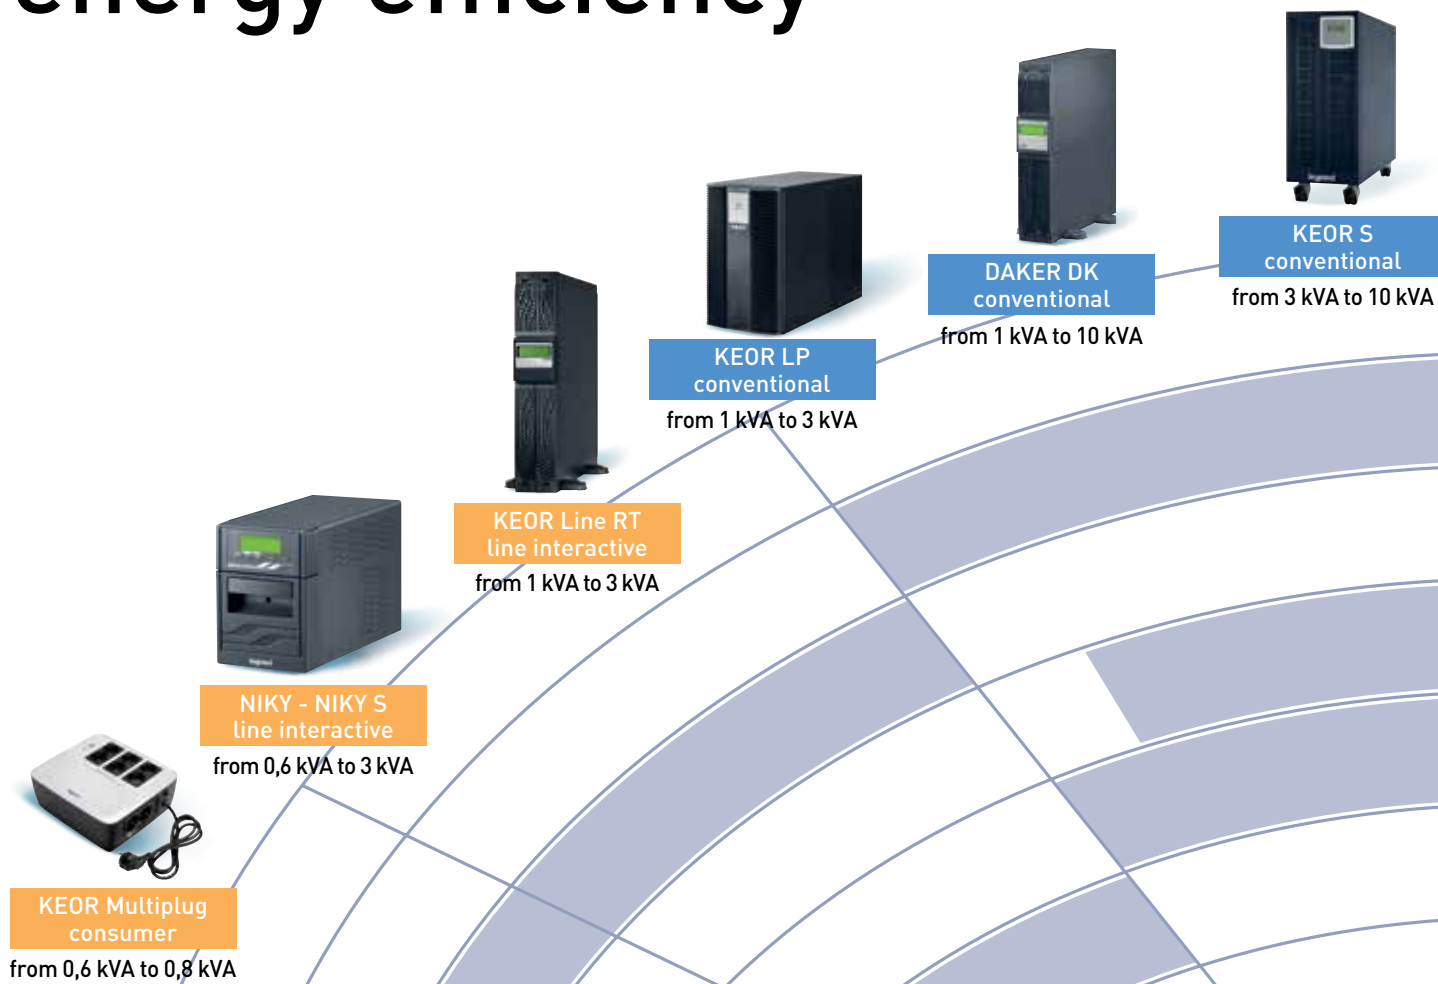 energy efficiency
KEOR S
conventional
from 3 kVA to 10 kVA
DAKER DK
conventional
from 1 kVA to 10 kVA
KEOR LP
conventional
from 1 kVA to 3 kVA
KEOR Line RT
line interactive
from 1 kVA to 3 kVA
NIKY - NIKY S
line interactive
from 0,6 kVA to 3 kVA
KEOR Multiplug
consumer
from 0,6 kVA to 0,8 kVA